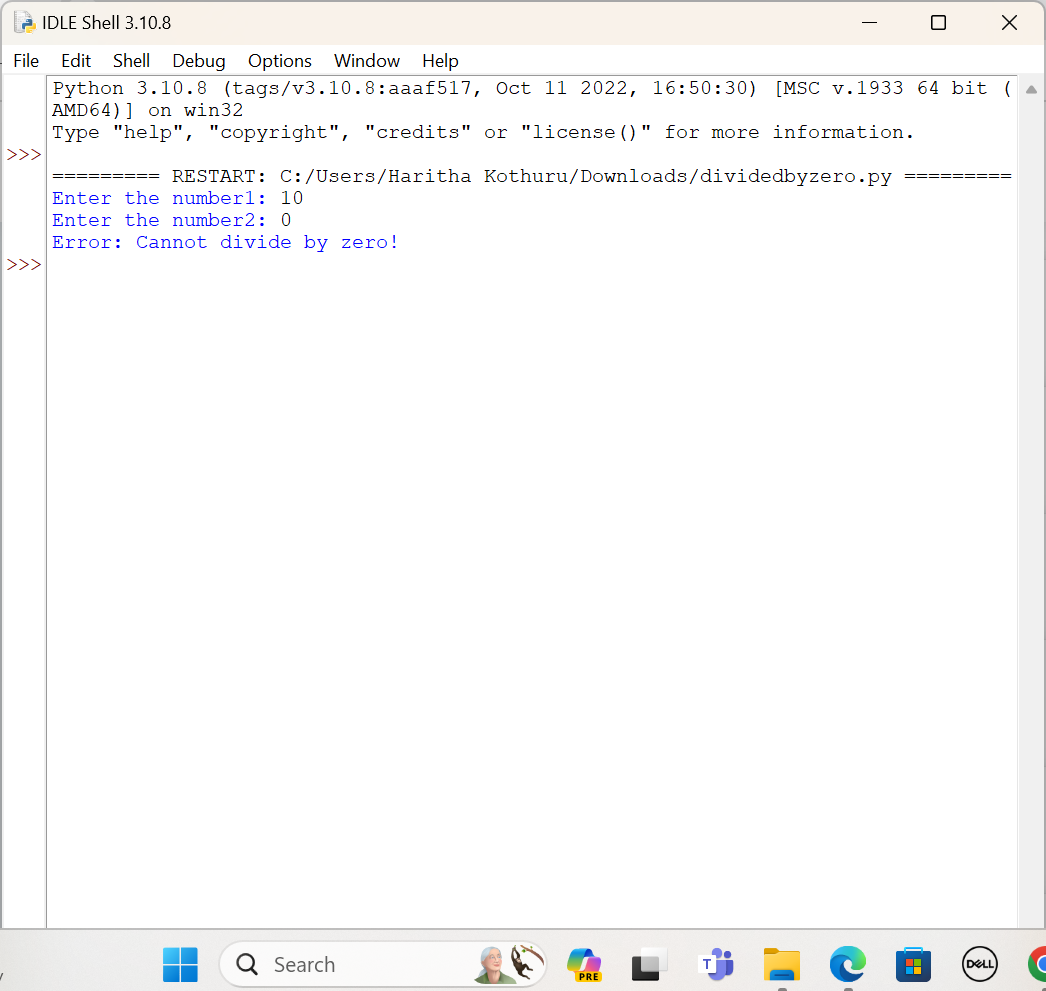 IDLE Shell 3.10.8
File Edit Shell Debug Options Window Help
Python 3.10.8 (tags/v3.10.8:aaaf517, Oct 11 2022, 16:50:30) [MSC v.1933 64 bit (
AMD64)] on win32
Type "help", "copyright", "credits" or "license()" for more information.
>>>
========= RESTART: C:/Users/Haritha Kothuru/Downloads/dividedbyzero.py =========
Enter the number1: 10
Enter the number2: 0
Error: Cannot divide by zero!
>>>
Search
PRE
T
DELL